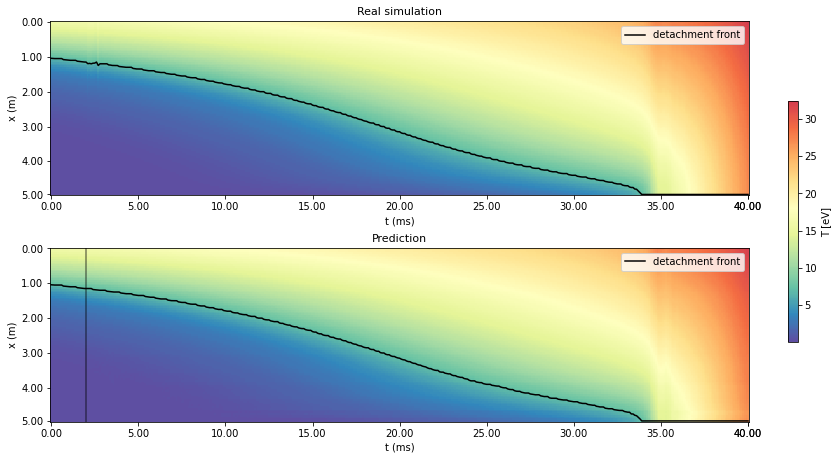 Real simulation
detachment front
0.00
1.00
2.00
3.00
4.00
5.00
x (m)
0.00 5.00 10.00 15.00 20.00 25.00 30.00 35.00 40.00
t (ms)
Prediction
detachment front
0.00
1.00
2.00
3.00
4.00
5.00
x (m)
0.00 5.00 10.00 15.00 20.00 25.00 30.00 35.00 40.00
t (ms)
30
25
20
15
10
5
T [eV]